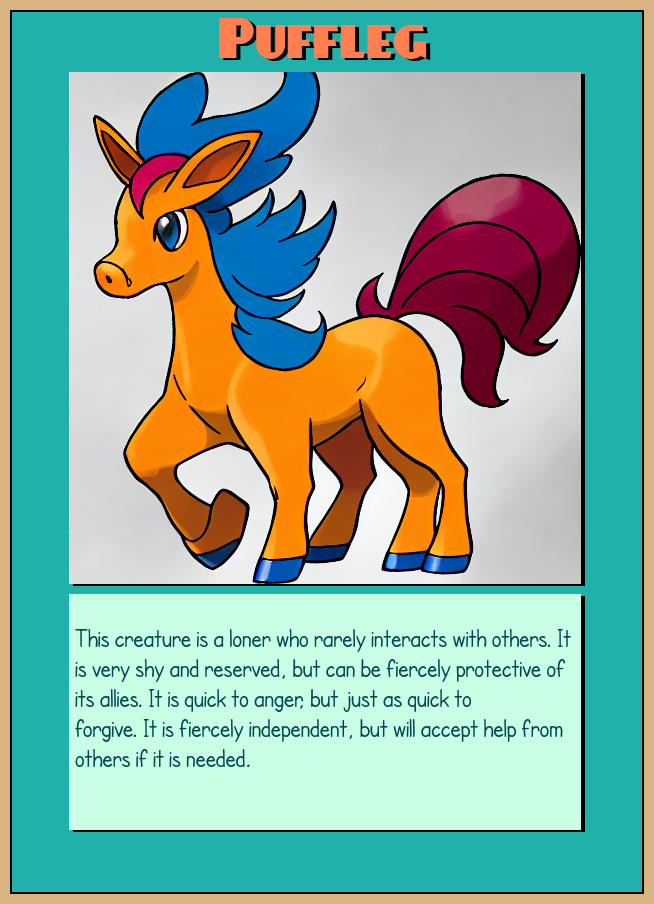 Puffleg
This creature is a loner who rarely interacts with others. It
is very shy and reserved, but can be fiercely protective of
its allies. It is quick to anger, but just as quick to
forgive. It is fiercely independent, but will accept help from
others if it is needed.